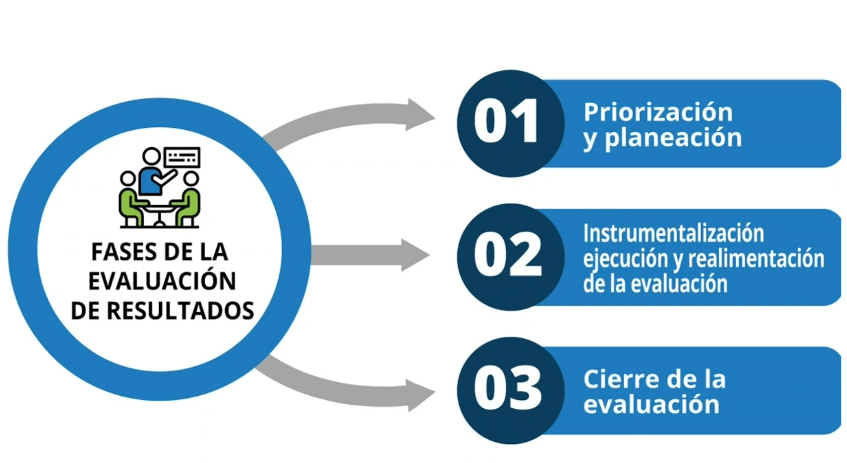 FASES DE LA
EVALUACIÓN
DE RESULTADOS
01
Priorización
y planeación
02
Instrumentalización
ejecución y realimentación
de la evaluación
03
Cierre de la
evaluación